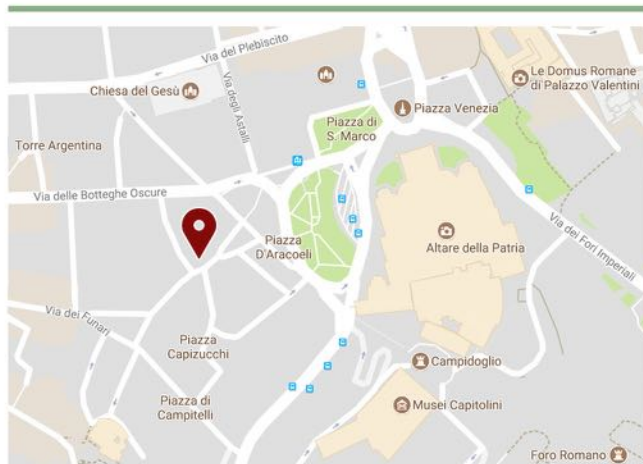 Via del Plebiscito
Chiesa del Gesù
Via degli Astalli
Le Domus Romane
di Palazzo Valentini
Piazza Venezia
Piazza di
S. Marco
Torre Argentina
Via delle Botteghe Oscure
Piazza
D'Aracoeli
Altare della Patria
Via dei Fori Imperiali
Via dei Funari
Piazza
Capizucchi
Campidoglio
Piazza di
Campitelli
Musei Capitolini
Foro Romano